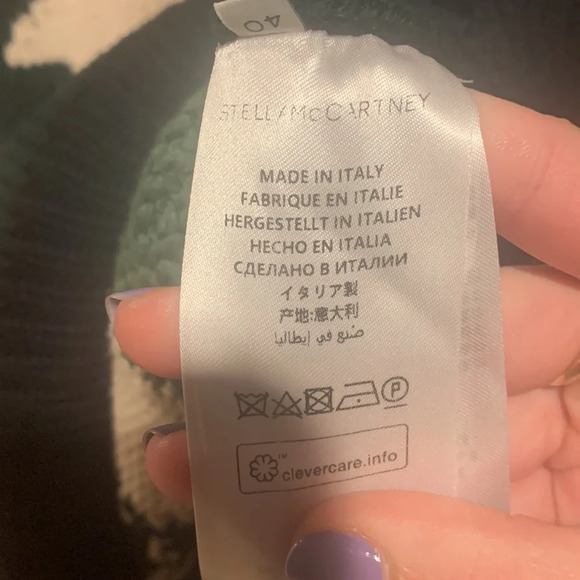 40
STELLA McCARTNEY
MADE IN ITALY
FABRIQUE EN ITALIE
HERGESTELLT IN ITALIEN
HECHO EN ITALIA
СДЕЛАНО В ИТАЛИИ
イタリア製
产地:意大利
صنع في إيطاليا
P
™ clevercare.info